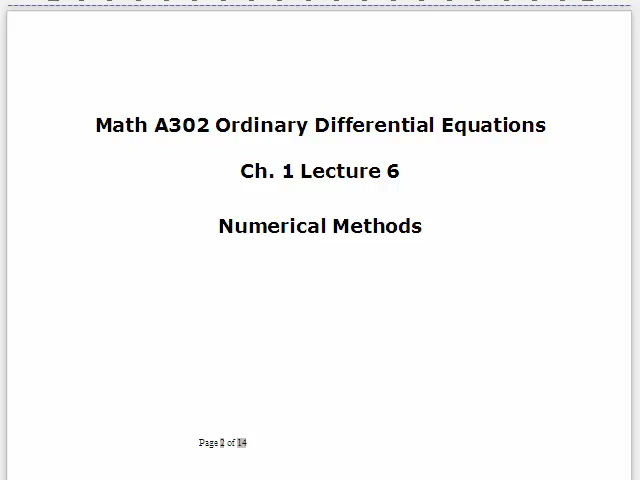 Math A302 Ordinary Differential Equations
Ch. 1 Lecture 6
Numerical Methods
Page 2 of 14